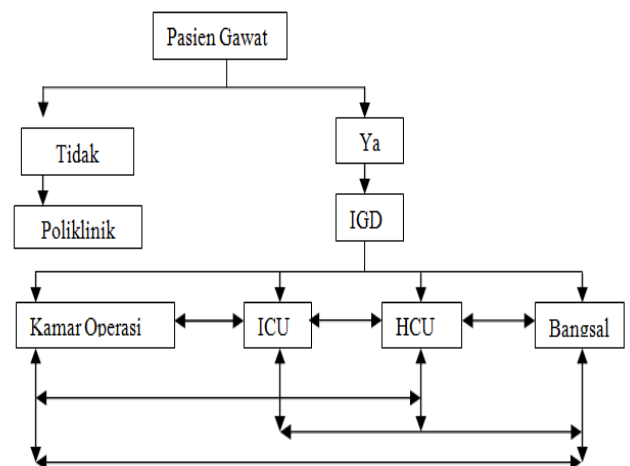 Pasien Gawat
Tidak
Ya
Poliklinik
IGD
Kamar Operasi
ICU
HCU
Bangsal